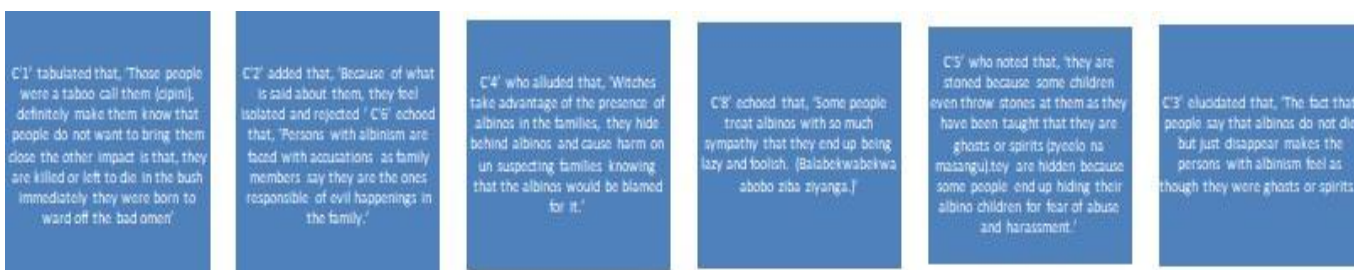 C'1' tabulated that, 'Those people
were a taboo call them (cipini),
definitely make them know that
people do not want to bring them
close the other impact is that, they
are killed or left to die in the bush
immediately they were born to
ward off the bad omen'
C'2' added that, 'Because of what
is said about them, they feel
isolated and rejected ' C'6' echoed
that, 'Persons with albinism are
faced with accusations as family
members say they are the ones
responsible of evil happenings in
the family.'
C'4' who alluded that, 'Witches
take advantage of the presence of
albinos in the families, they hide
behind albinos and cause harm on
un suspecting families knowing
that the albinos would be blamed
for it.'
C'8' echoed that, 'Some people
treat albinos with so much
sympathy that they end up being
lazy and foolish. (Balabekwabekwa
abobo ziba ziyanga.)'
C'5' who noted that, 'they are
stoned because some children
even throw stones at them as they
have been taught that they are
ghosts or spirits (zyeelo na
masangu).tey are hidden because
some people end up hiding their
albino children for fear of abuse
and harassment.'
C'3' elucidated that, 'The fact that
people say that albinos do not die
but just disappear makes the
persons with albinism feel as
though they were ghosts or spirits